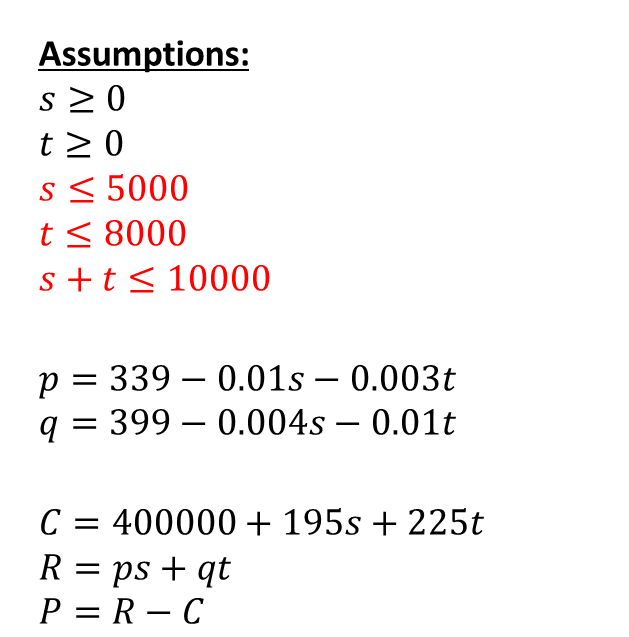 Assumptions:
s ≥ 0
t ≥ 0
s ≤ 5000
t ≤ 8000
s + t ≤ 10000
p = 339 − 0.01s − 0.003t
q = 399 − 0.004s − 0.01t
C = 400000 + 195s + 225t
R = ps + qt
P = R − C